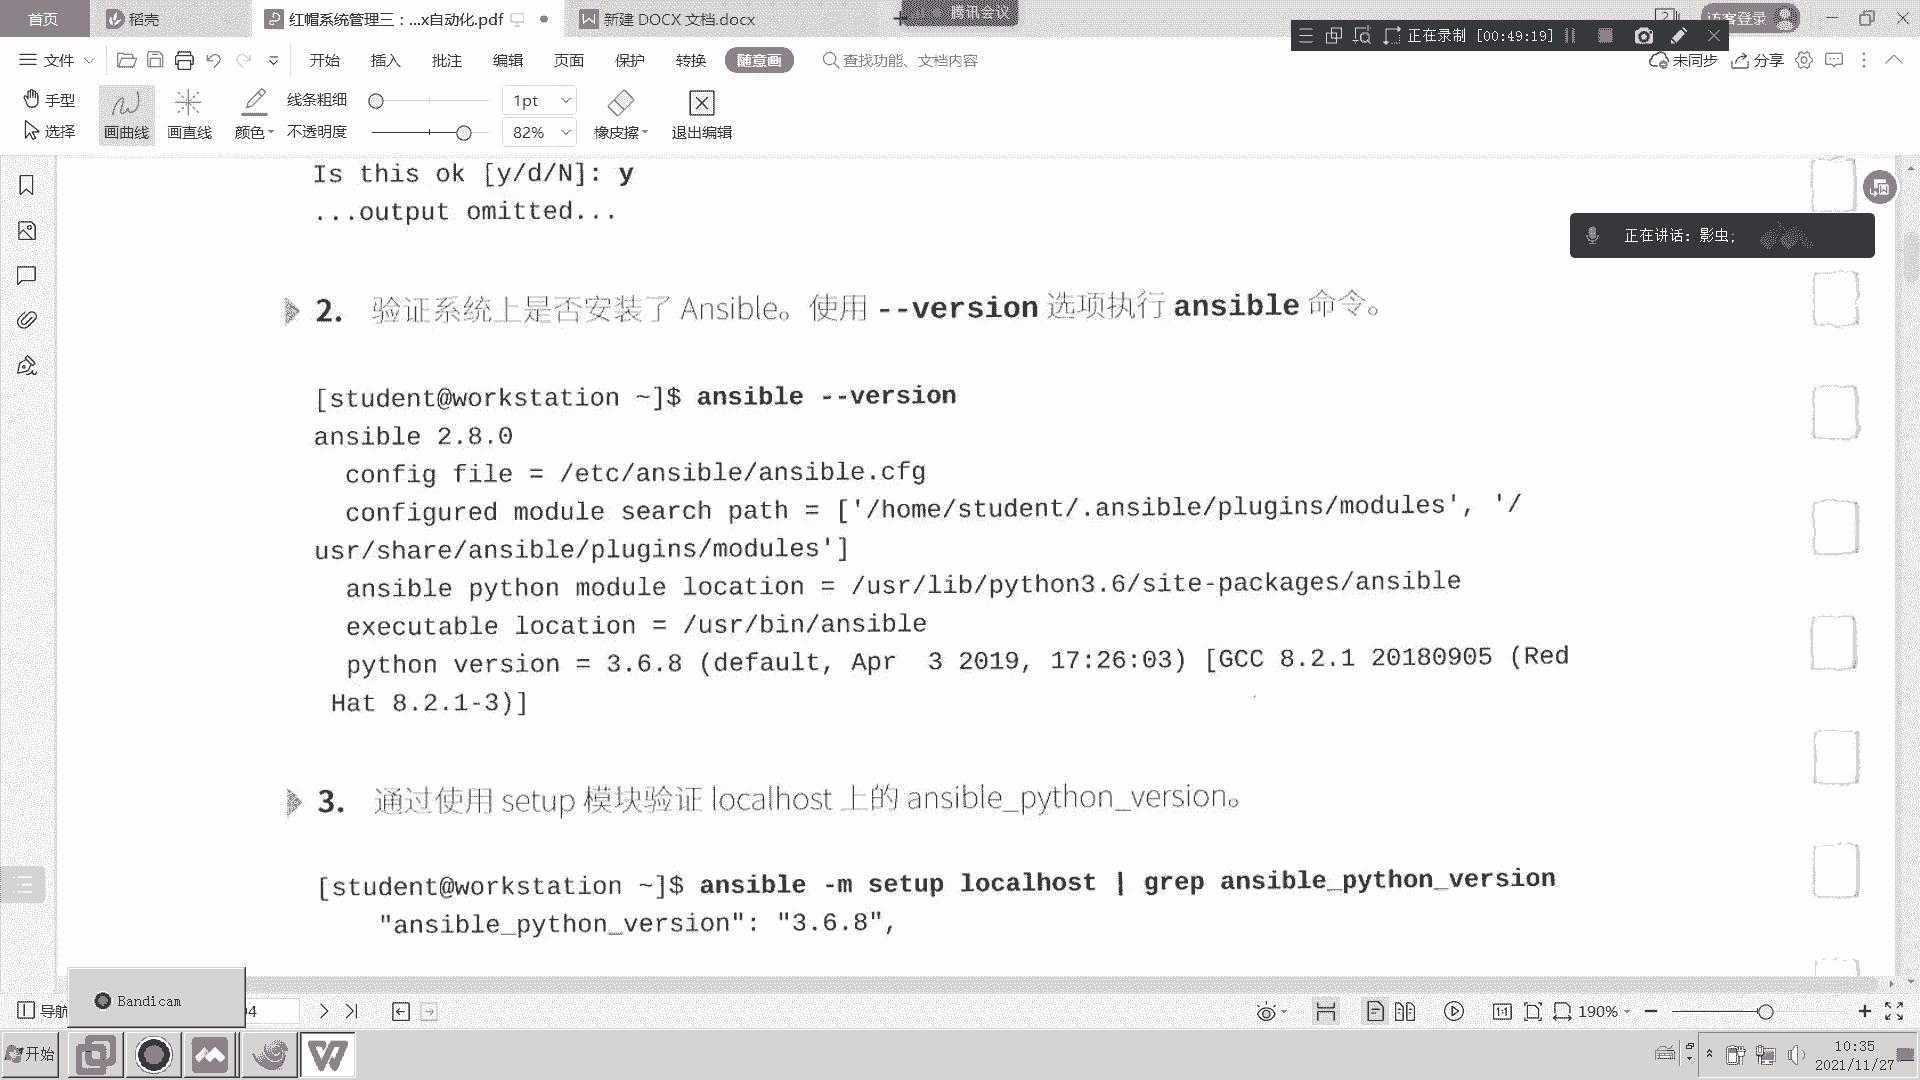 首页
稻壳
红帽系统管理三：...x自动化.pdf
新建 DOCX 文档.docx
腾讯会议
访客登录
正在录制 [00:49:19]
文件
开始
插入
批注
编辑
页面
保护
转换
随意画
查找功能、文档内容
未同步
分享
手型
选择
画曲线
画直线
颜色
线条粗细
1pt
不透明度
82%
橡皮擦
退出编辑
正在讲话: 影虫;
Is this ok [y/d/N]: y
...output omitted...
2. 验证系统上是否安装了 Ansible。使用 --version 选项执行 ansible 命令。
[student@workstation ~]$ ansible --version
ansible 2.8.0
config file = /etc/ansible/ansible.cfg
configured module search path = ['/home/student/.ansible/plugins/modules', '/
usr/share/ansible/plugins/modules']
ansible python module location = /usr/lib/python3.6/site-packages/ansible
executable location = /usr/bin/ansible
python version = 3.6.8 (default, Apr  3 2019, 17:26:03) [GCC 8.2.1 20180905 (Red
Hat 8.2.1-3)]
3. 通过使用 setup 模块验证 localhost 上的 ansible_python_version。
[student@workstation ~]$ ansible -m setup localhost | grep ansible_python_version
"ansible_python_version": "3.6.8",
导航
Bandicam
1:1
190%
开始
10:35
2021/11/27